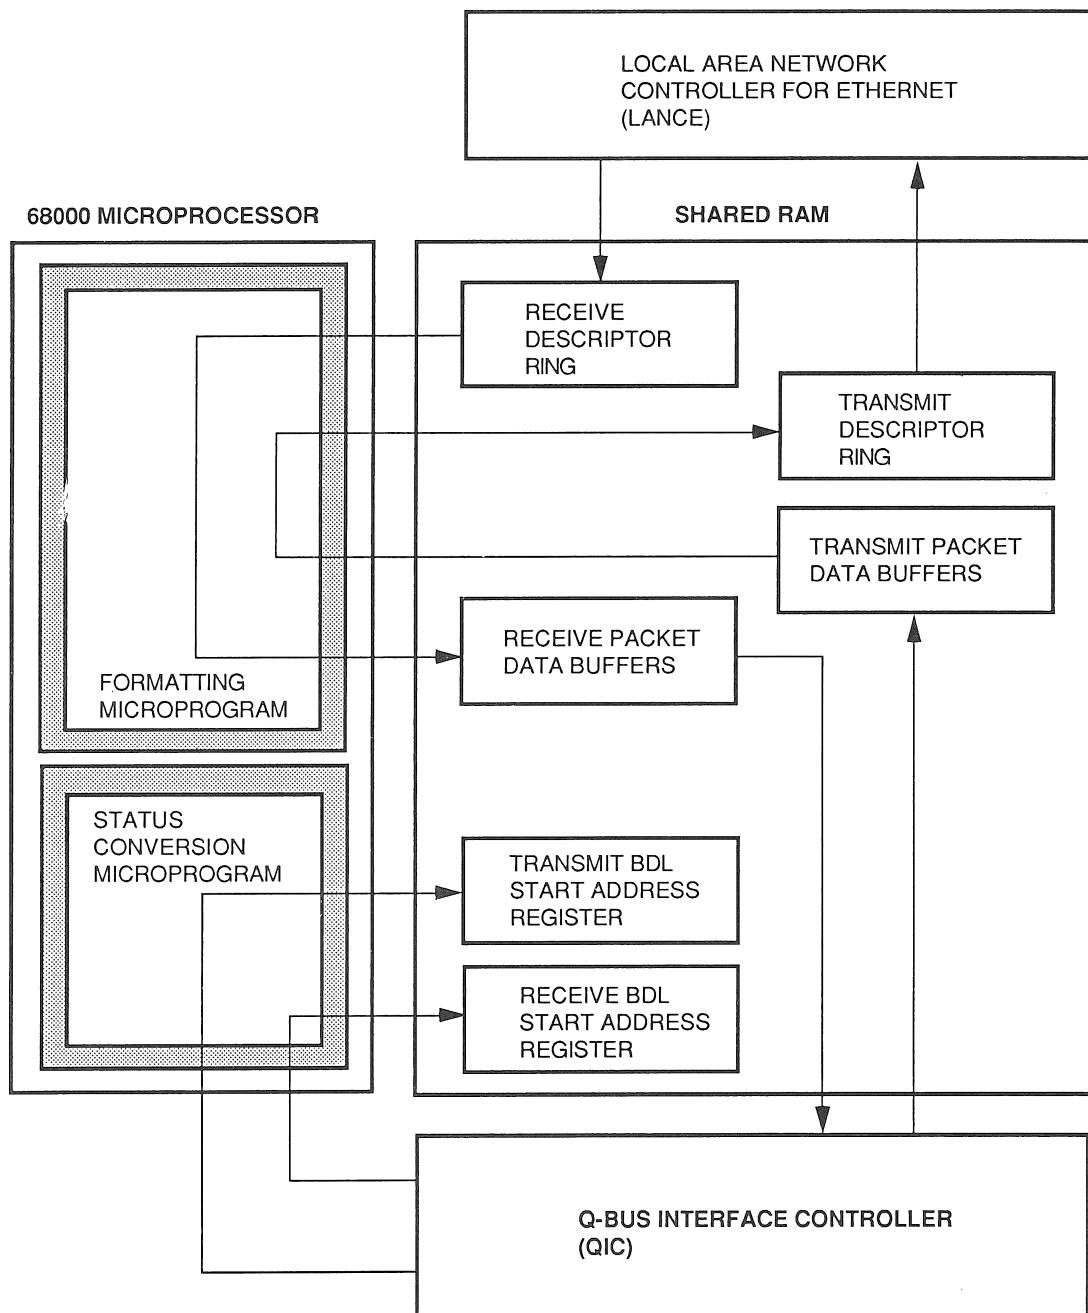 LOCAL AREA NETWORK
CONTROLLER FOR ETHERNET
(LANCE)
68000 MICROPROCESSOR
SHARED RAM
RECEIVE
DESCRIPTOR
RING
TRANSMIT
DESCRIPTOR
RING
TRANSMIT PACKET
DATA BUFFERS
RECEIVE PACKET
DATA BUFFERS
FORMATTING
MICROPROGRAM
STATUS
CONVERSION
MICROPROGRAM
TRANSMIT BDL
START ADDRESS
REGISTER
RECEIVE BDL
START ADDRESS
REGISTER
Q-BUS INTERFACE CONTROLLER
(QIC)